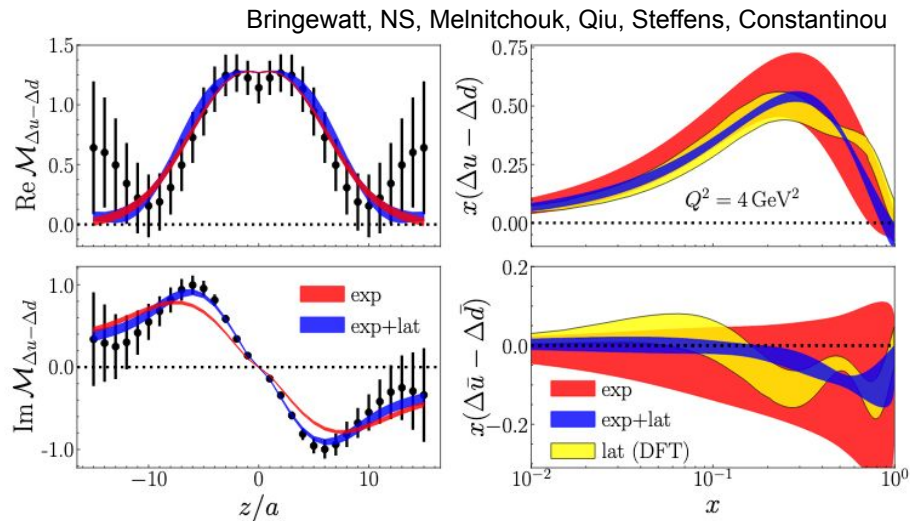 Bringewatt, NS, Melnitchouk, Qiu, Steffens, Constantinou
Re M_{Δu−Δd}
1.5
1.0
0.5
0.0
x(Δu − Δd)
0.75
0.50
0.25
0.00
Q² = 4 GeV²
Im M_{Δu−Δd}
1.0
0.0
-1.0
exp
exp+lat
−10 0 10
z/a
x(Δū − Δd̄)
0.2
0.0
−0.2
exp
exp+lat
lat (DFT)
10⁻² 10⁻¹ 10⁰
x